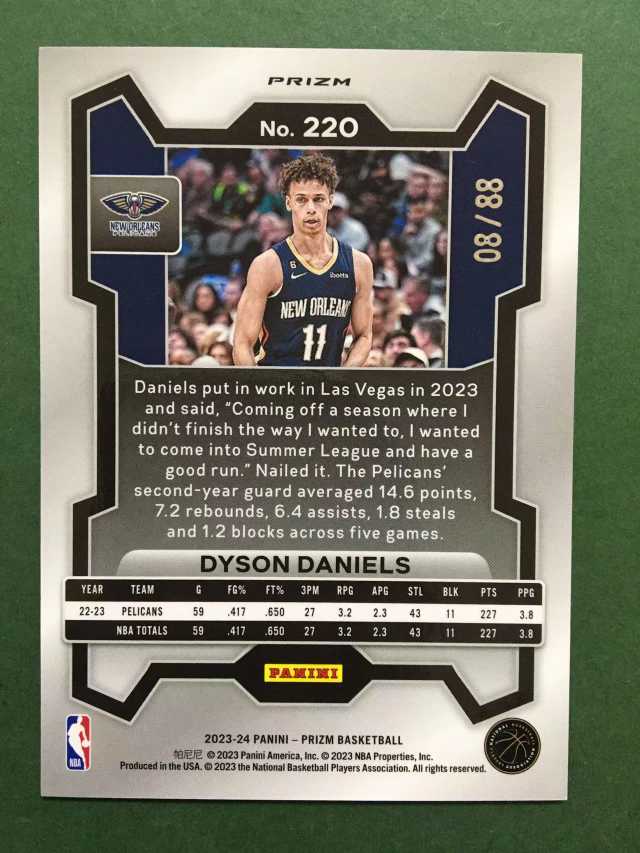 PRIZM
No. 220
08/88
NEW ORLEANS
PELICANS
6
ibotta
NEW ORLEAN
11
Daniels put in work in Las Vegas in 2023
and said, “Coming off a season where I
didn’t finish the way I wanted to, I wanted
to come into Summer League and have a
good run.” Nailed it. The Pelicans’
second-year guard averaged 14.6 points,
7.2 rebounds, 6.4 assists, 1.8 steals
and 1.2 blocks across five games.
DYSON DANIELS
YEAR TEAM G FG% FT% 3PM RPG APG STL BLK PTS PPG
22-23 PELICANS 59 .417 .650 27 3.2 2.3 43 11 227 3.8
NBA TOTALS 59 .417 .650 27 3.2 2.3 43 11 227 3.8
PANINI
NBA
2023-24 PANINI – PRIZM BASKETBALL
帕尼尼 © 2023 Panini America, Inc. © 2023 NBA Properties, Inc.
Produced in the USA. © 2023 the National Basketball Players Association. All rights reserved.
NATIONAL BASKETBALL
PLAYERS ASSOCIATION